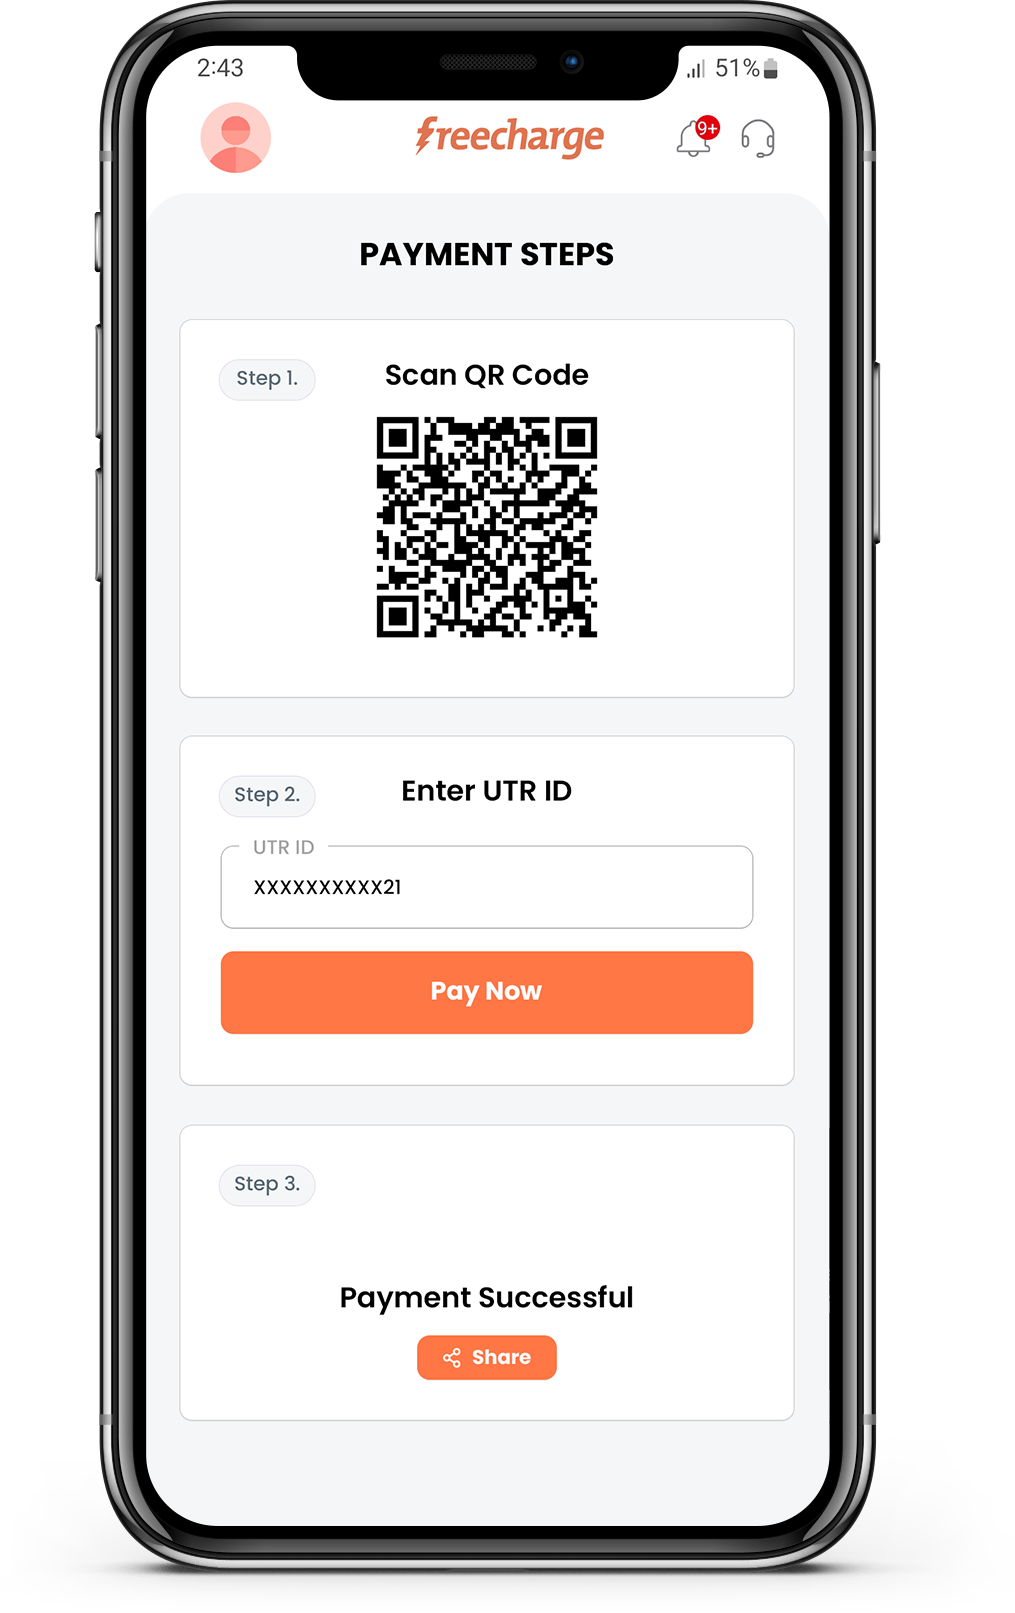 2:43
51%
freecharge
9+
PAYMENT STEPS
Step 1.
Scan QR Code
Step 2.
Enter UTR ID
UTR ID
XXXXXXXXXX21
Pay Now
Step 3.
Payment Successful
Share